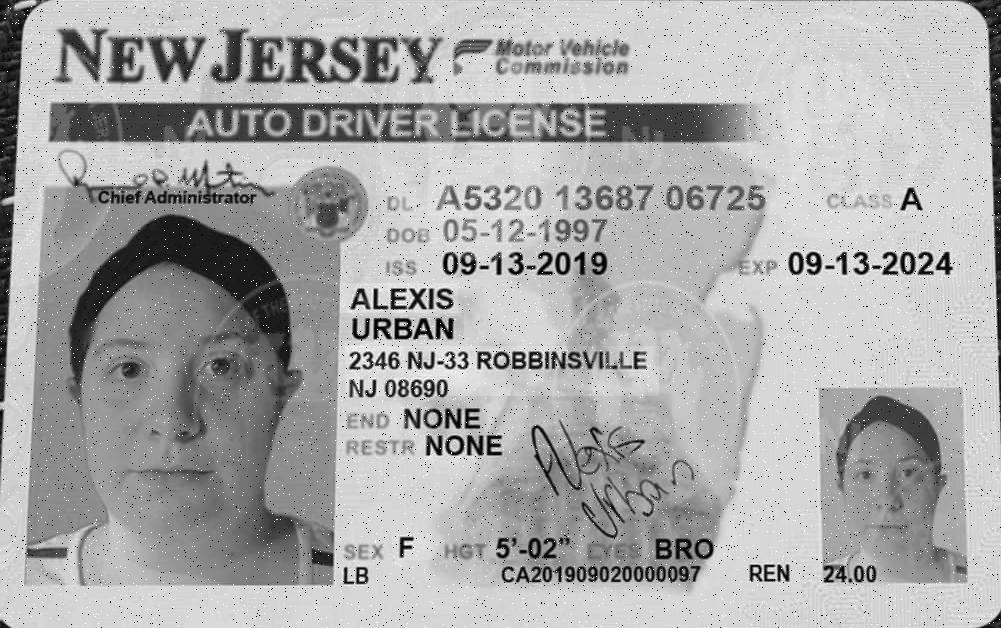 NEW JERSEY Motor Vehicle Commission
AUTO DRIVER LICENSE
Chief Administrator
DL A5320 13687 06725 CLASS A
DOB 05-12-1997
ISS 09-13-2019 EXP 09-13-2024
ALEXIS
URBAN
2346 NJ-33 ROBBINSVILLE
NJ 08690
END NONE
RESTR NONE
Alexis
Urban
SEX F HGT 5'-02" EYES BRO
LB CA201909020000097 REN 24.00